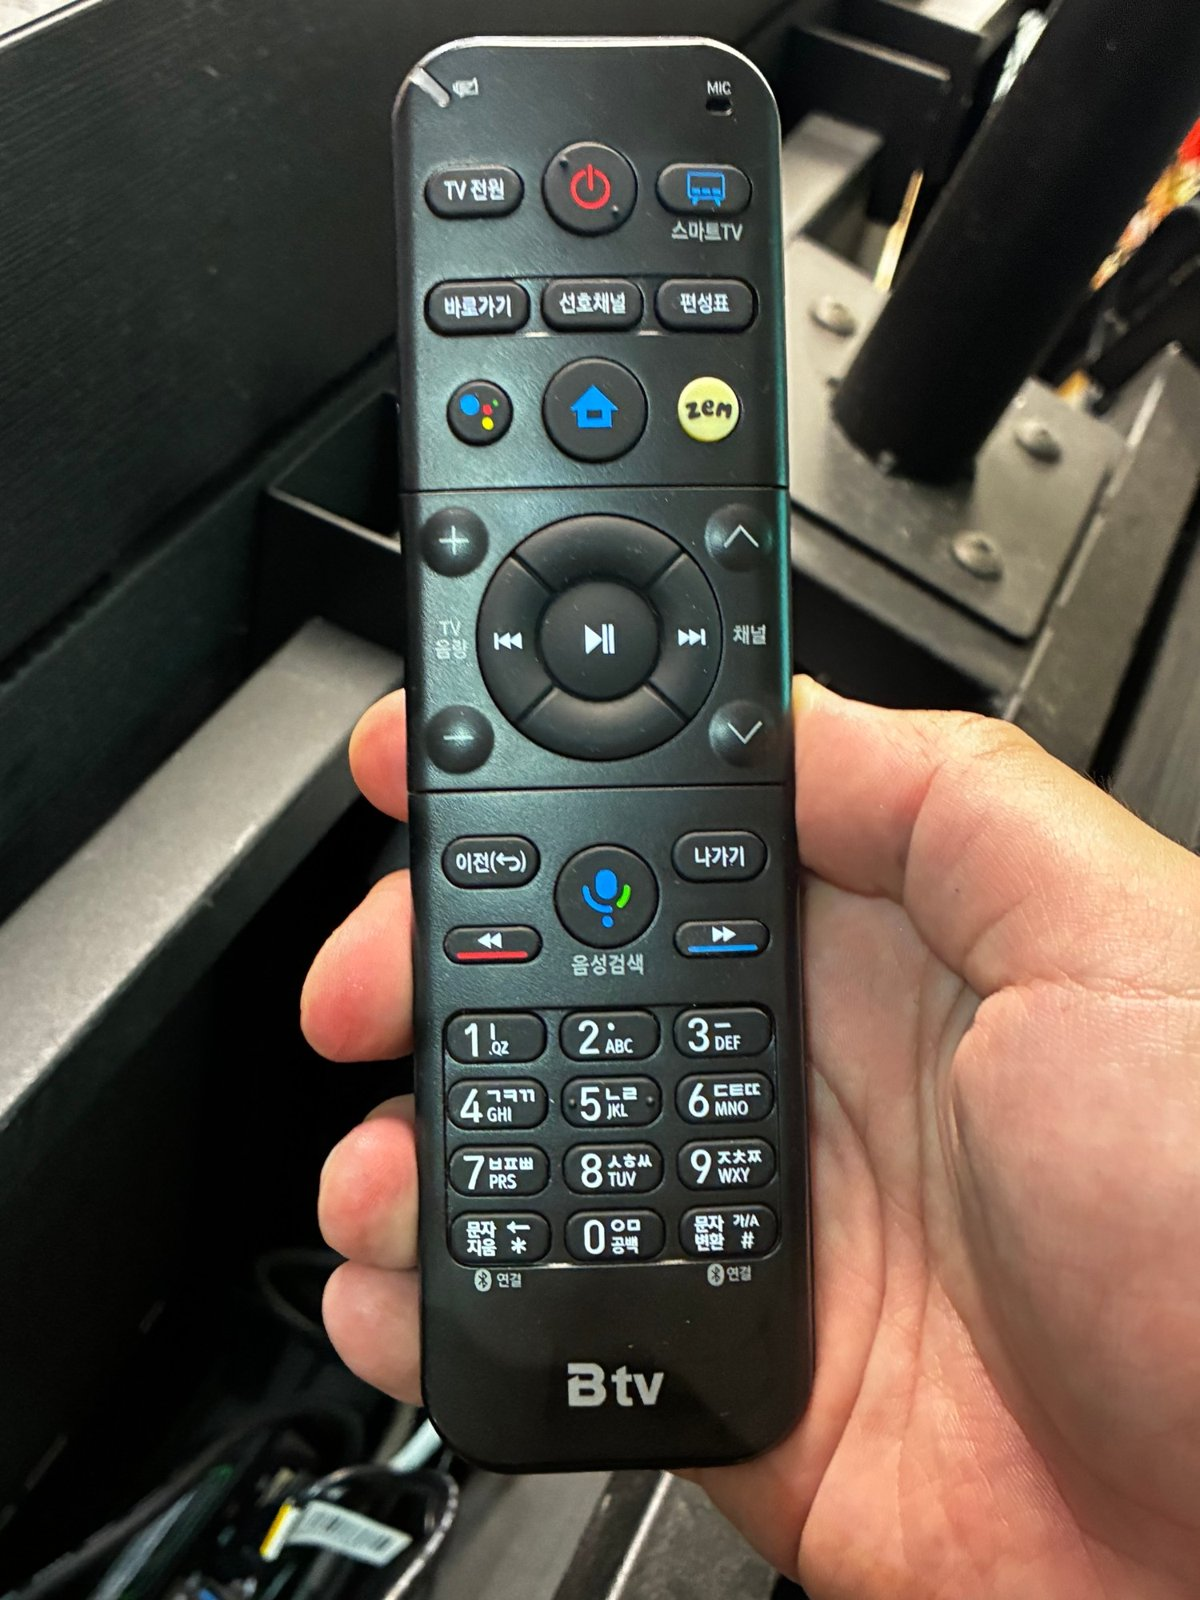 MIC
TV 전원
스마트TV
바로가기 선호채널 편성표
zem
+
TV
음량
채널
−
이전(↩) 나가기
음성검색
1 ㅣ .QZ 2 · ABC 3 ㅡ DEF
4 ㄱㅋㄲ GHI 5 ㄴㄹ JKL 6 ㄷㅌㄸ MNO
7 ㅂㅍㅃ PRS 8 ㅅㅎㅆ TUV 9 ㅈㅊㅉ WXY
문자 지움 ← * 0 ㅇㅁ 공백 문자 변환 가/A #
연결 연결
B tv